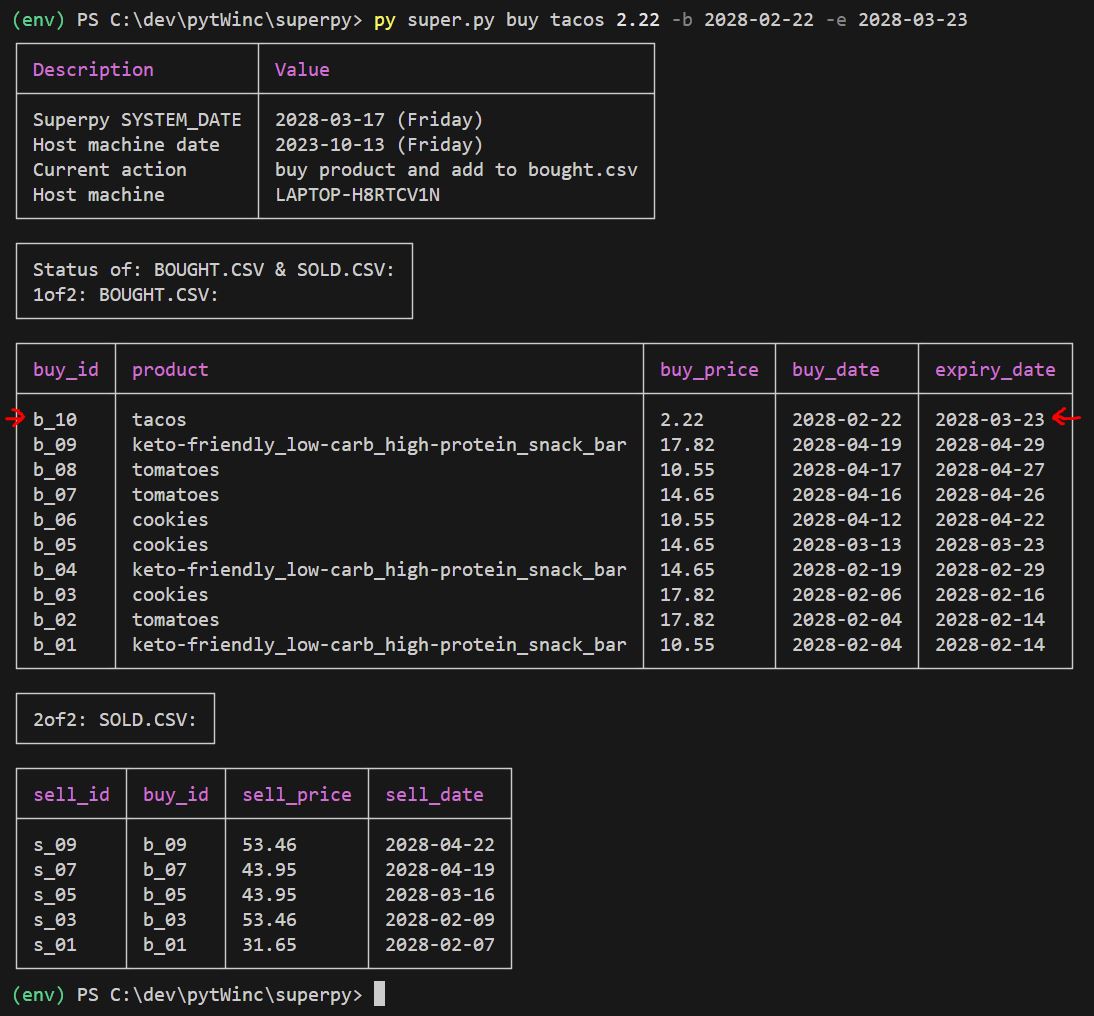 (env) PS C:\dev\pytWinc\superpy> py super.py buy tacos 2.22 -b 2028-02-22 -e 2028-03-23
Description Value
Superpy SYSTEM_DATE 2028-03-17 (Friday)
Host machine date 2023-10-13 (Friday)
Current action buy product and add to bought.csv
Host machine LAPTOP-H8RTCV1N
Status of: BOUGHT.CSV & SOLD.CSV:
1of2: BOUGHT.CSV:
buy_id product buy_price buy_date expiry_date
b_10 tacos 2.22 2028-02-22 2028-03-23
b_09 keto-friendly_low-carb_high-protein_snack_bar 17.82 2028-04-19 2028-04-29
b_08 tomatoes 10.55 2028-04-17 2028-04-27
b_07 tomatoes 14.65 2028-04-16 2028-04-26
b_06 cookies 10.55 2028-04-12 2028-04-22
b_05 cookies 14.65 2028-03-13 2028-03-23
b_04 keto-friendly_low-carb_high-protein_snack_bar 14.65 2028-02-19 2028-02-29
b_03 cookies 17.82 2028-02-06 2028-02-16
b_02 tomatoes 17.82 2028-02-04 2028-02-14
b_01 keto-friendly_low-carb_high-protein_snack_bar 10.55 2028-02-04 2028-02-14
2of2: SOLD.CSV:
sell_id buy_id sell_price sell_date
s_09 b_09 53.46 2028-04-22
s_07 b_07 43.95 2028-04-19
s_05 b_05 43.95 2028-03-16
s_03 b_03 53.46 2028-02-09
s_01 b_01 31.65 2028-02-07
(env) PS C:\dev\pytWinc\superpy>